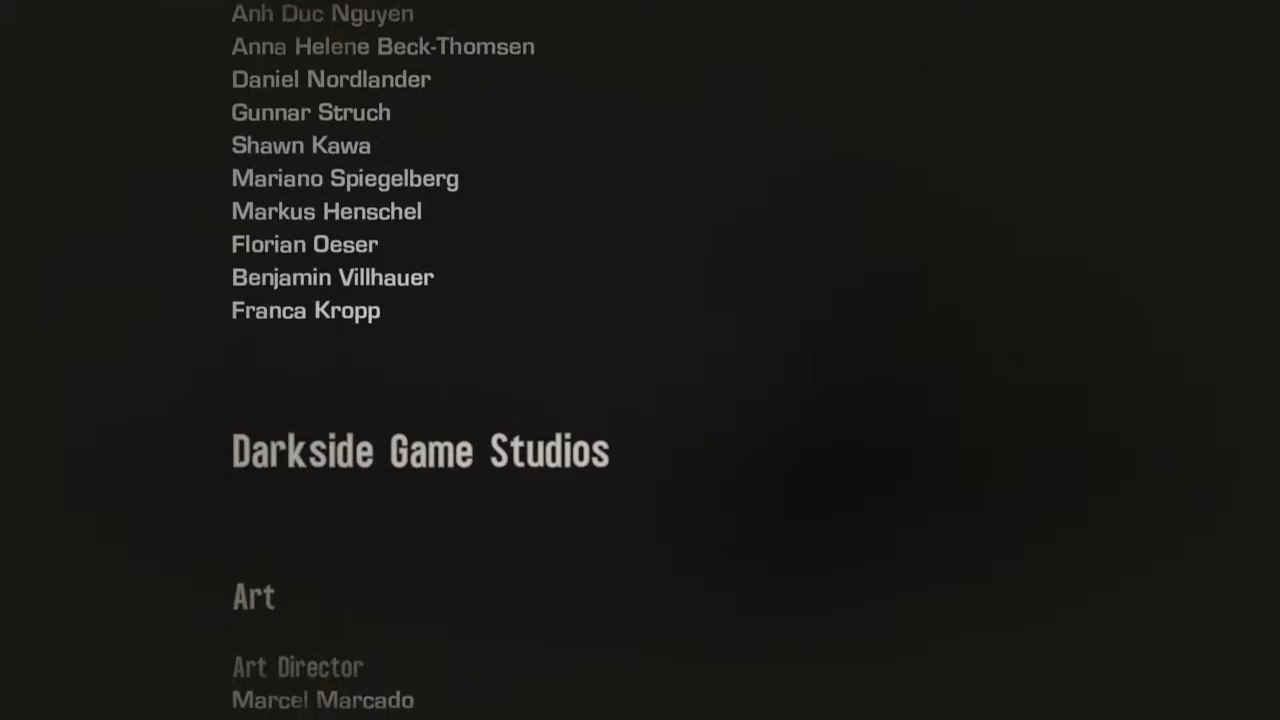 Anh Duc Nguyen
Anna Helene Beck-Thomsen
Daniel Nordlander
Gunnar Struch
Shawn Kawa
Mariano Spiegelberg
Markus Henschel
Florian Oeser
Benjamin Villhauer
Franca Kropp
Darkside Game Studios
Art
Art Director
Marcel Marcado